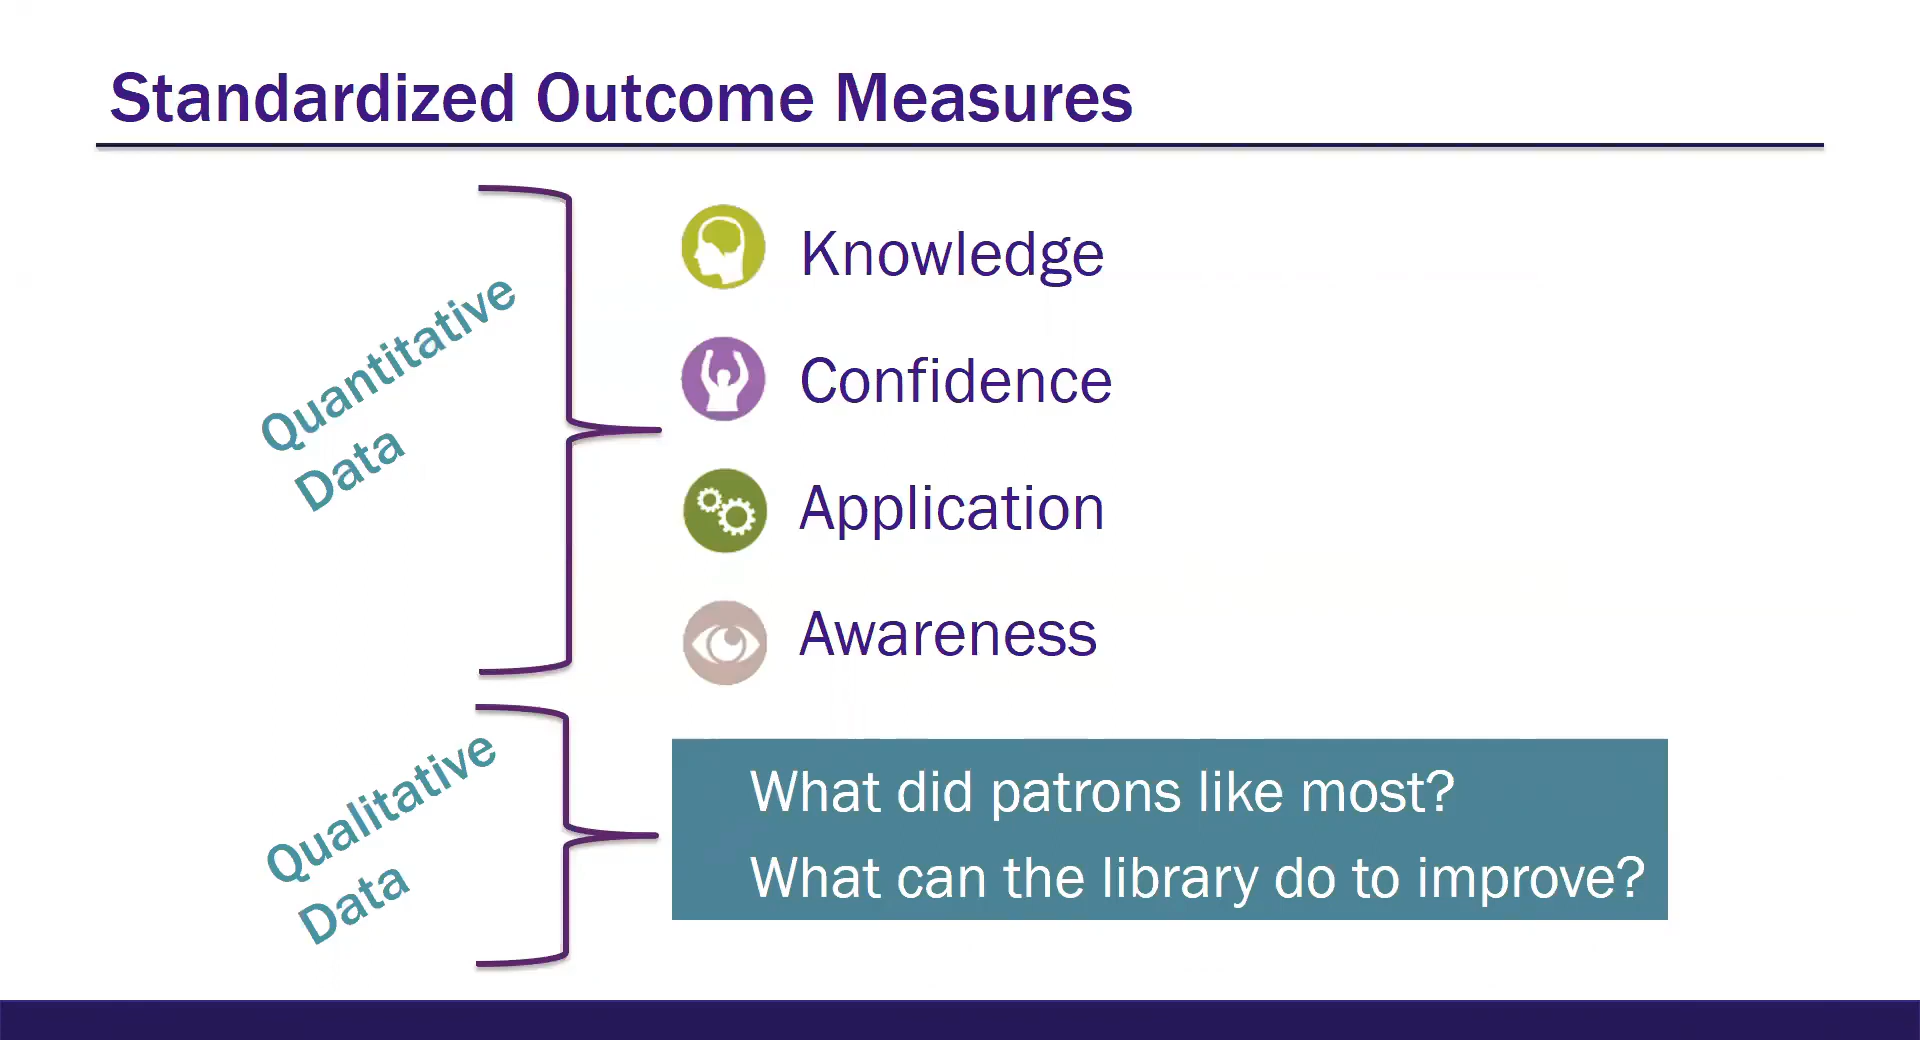 Standardized Outcome Measures
Quantitative
Data
Knowledge
Confidence
Application
Awareness
Qualitative
Data
What did patrons like most?
What can the library do to improve?